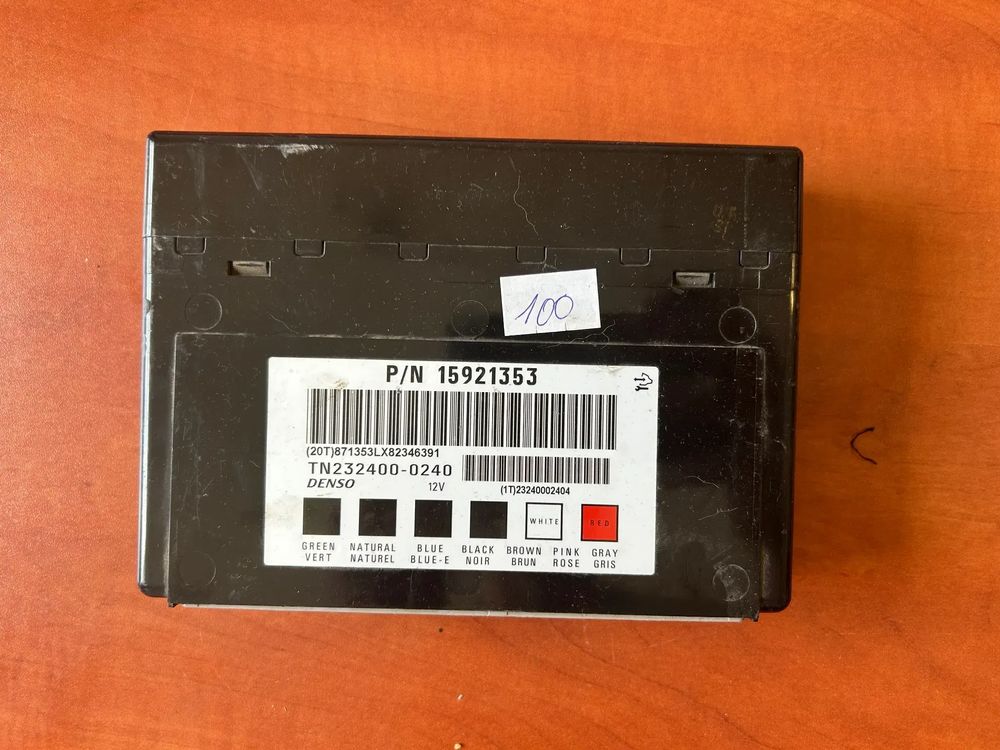 100
P/N 15921353
(20T)871353LX82346391
TN232400-0240
DENSO 12V
(1T)23240002404
WHITE RED
GREEN NATURAL BLUE BLACK BROWN PINK GRAY
VERT NATUREL BLUE-E NOIR BRUN ROSE GRIS